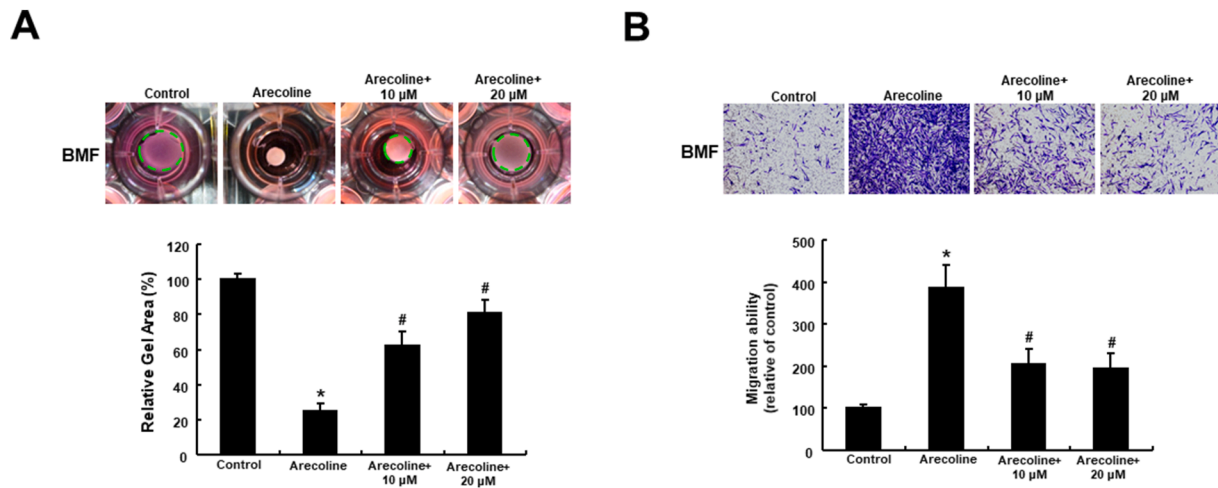 A
B
Control
Arecoline
Arecoline+
10 µM
Arecoline+
20 µM
BMF
Control
Arecoline
Arecoline+
10 µM
Arecoline+
20 µM
BMF
Relative Gel Area (%)
120
100
80
60
40
20
0
*
#
#
Control
Arecoline
Arecoline+
10 µM
Arecoline+
20 µM
Migration ability
(relative of control)
500
400
300
200
100
0
*
#
#
Control
Arecoline
Arecoline+
10 µM
Arecoline+
20 µM